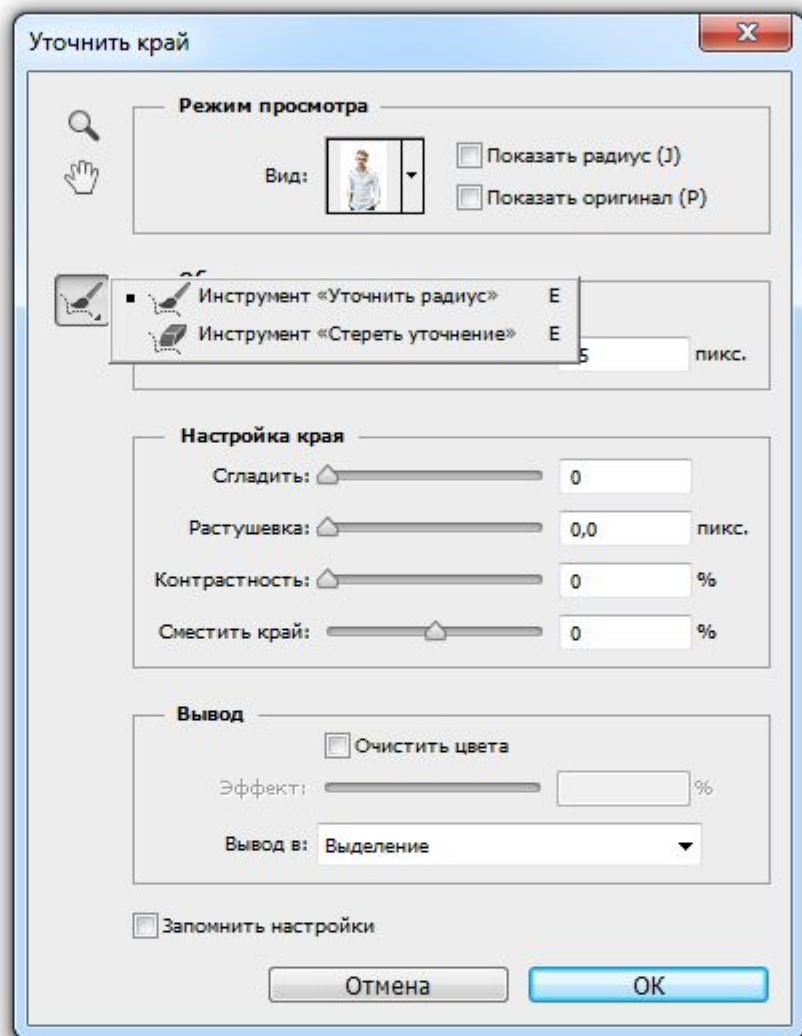 Уточнить край
Режим просмотра
Вид:
Показать радиус (J)
Показать оригинал (P)
Инструмент «Уточнить радиус» E
Инструмент «Стереть уточнение» E
5 пикс.
Настройка края
Сгладить: 0
Растушевка: 0,0 пикс.
Контрастность: 0 %
Сместить край: 0 %
Вывод
Очистить цвета
Эффект: %
Вывод в: Выделение
Запомнить настройки
Отмена
OK